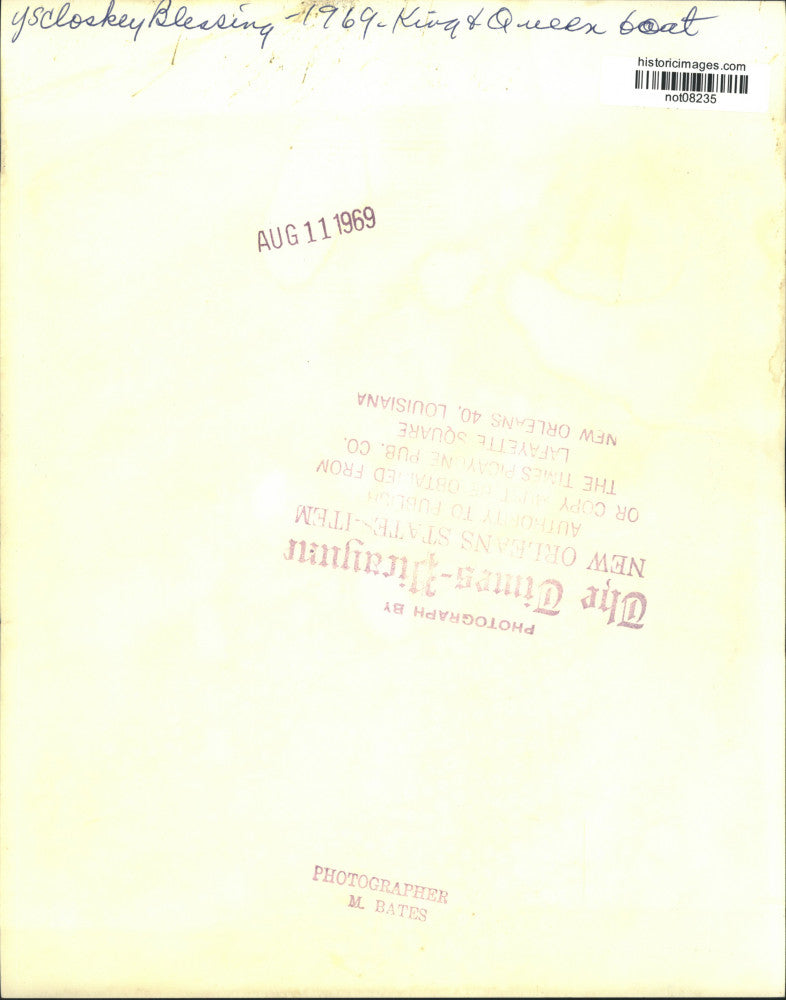 Yscloskey Blessing - 1969 - King & Queen boat
historicimages.com
not08235
AUG 11 1969
PHOTOGRAPH BY
The Times-Picayune
NEW ORLEANS STATES-ITEM
AUTHORITY TO PUBLISH
OR COPY MUST BE OBTAINED FROM
THE TIMES PICAYUNE PUB. CO.
LAFAYETTE SQUARE
NEW ORLEANS 40, LOUISIANA
PHOTOGRAPHER
M. BATES